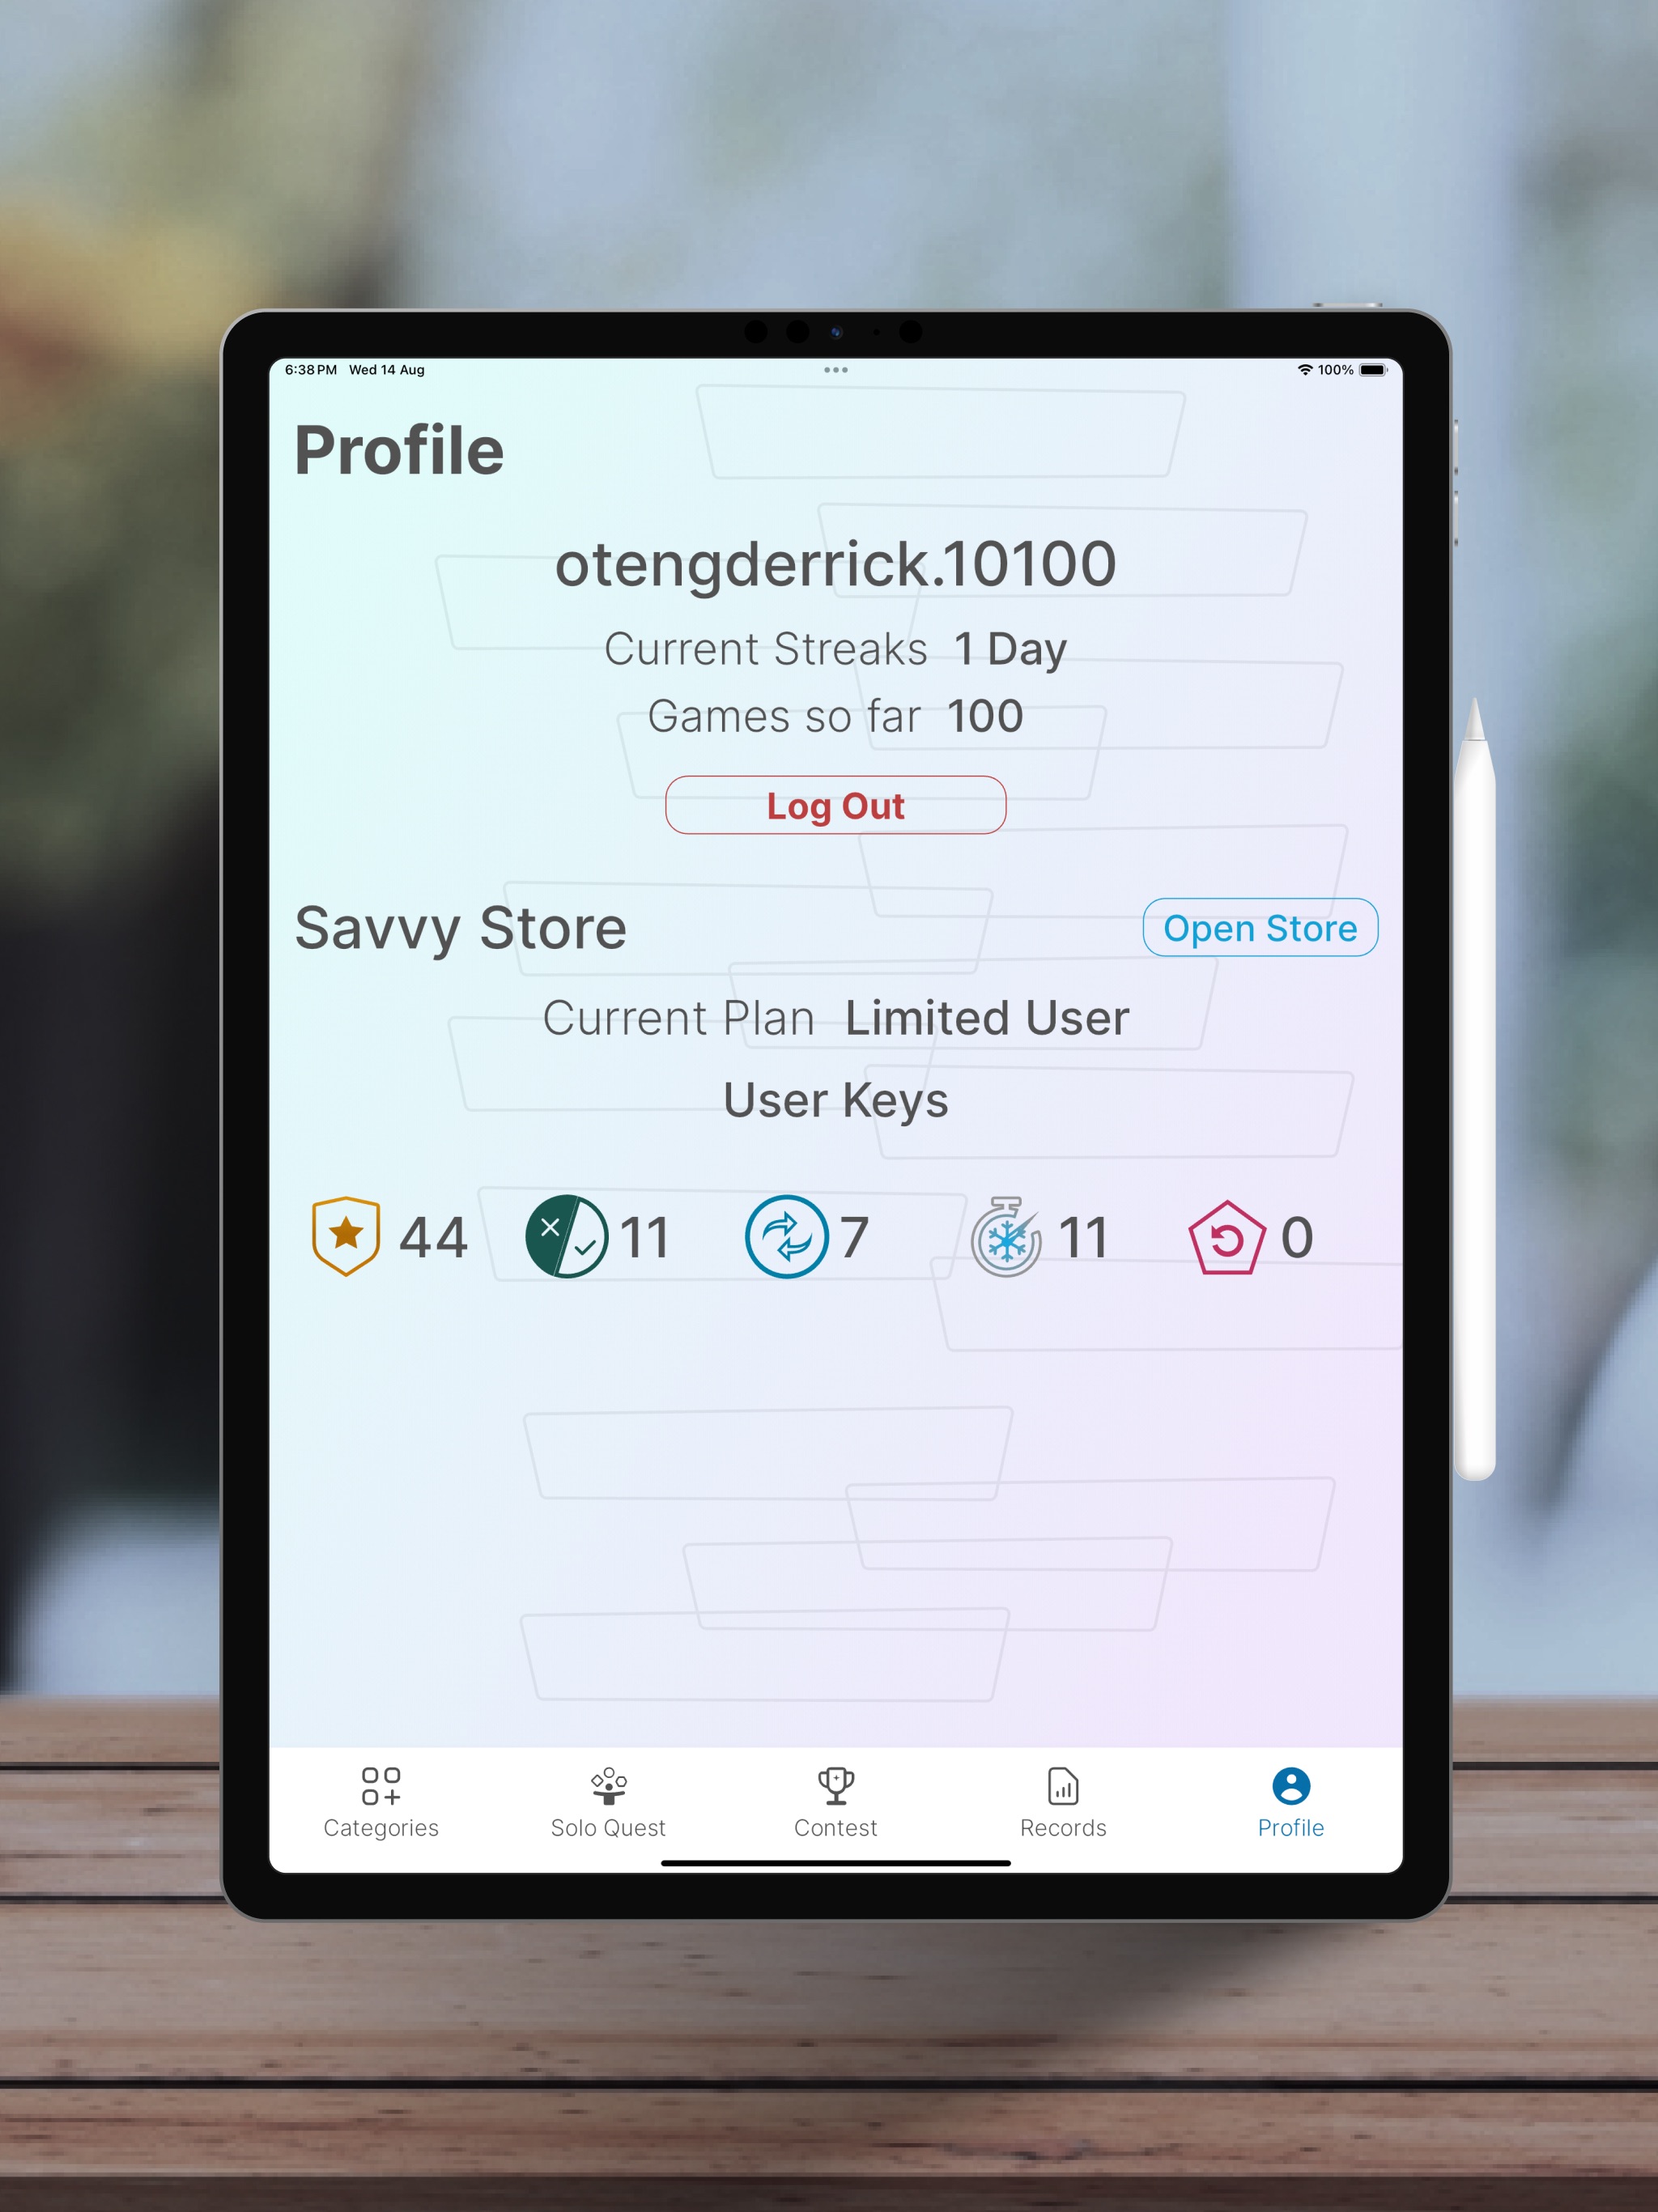 6:38 PM Wed 14 Aug
100%
Profile
otengderrick.10100
Current Streaks 1 Day
Games so far 100
Log Out
Savvy Store
Open Store
Current Plan Limited User
User Keys
44 11 7 11 0
Categories Solo Quest Contest Records Profile